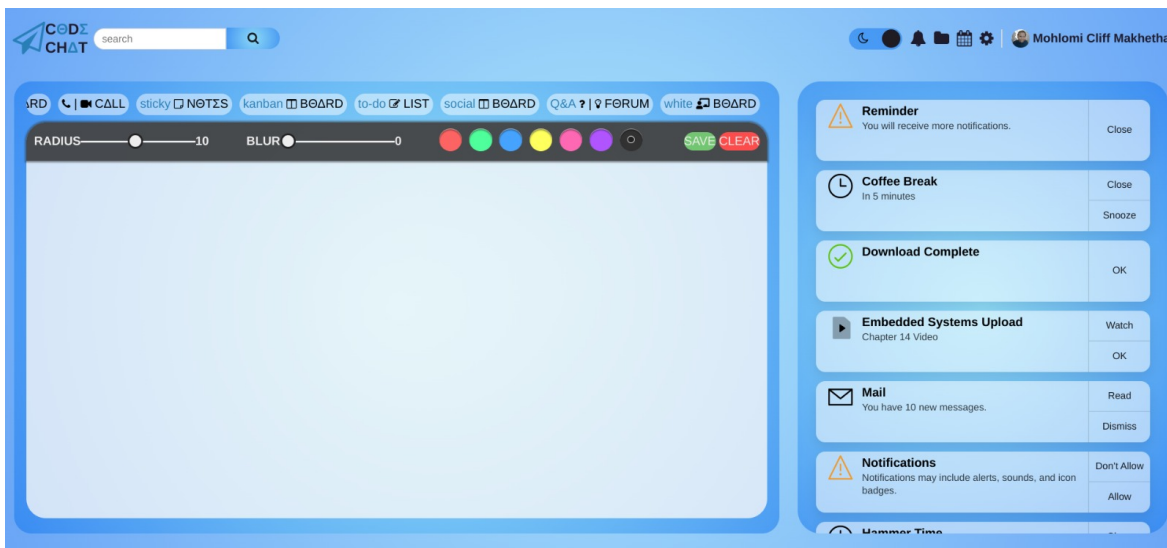 CΘDΣ
CHΔT
search
Mohlomi Cliff Makhetha
CΔLL
sticky NΘTΣS
kanban BΘΔRD
to-do LIST
social BΘΔRD
Q&A ? | FΘRUM
white BΘΔRD
RADIUS 10
BLUR 0
SAVE CLEAR
Reminder
You will receive more notifications.
Close
Coffee Break
In 5 minutes
Close
Snooze
Download Complete
OK
Embedded Systems Upload
Chapter 14 Video
Watch
OK
Mail
You have 10 new messages.
Read
Dismiss
Notifications
Notifications may include alerts, sounds, and icon
badges.
Don't Allow
Allow
Hammer Time